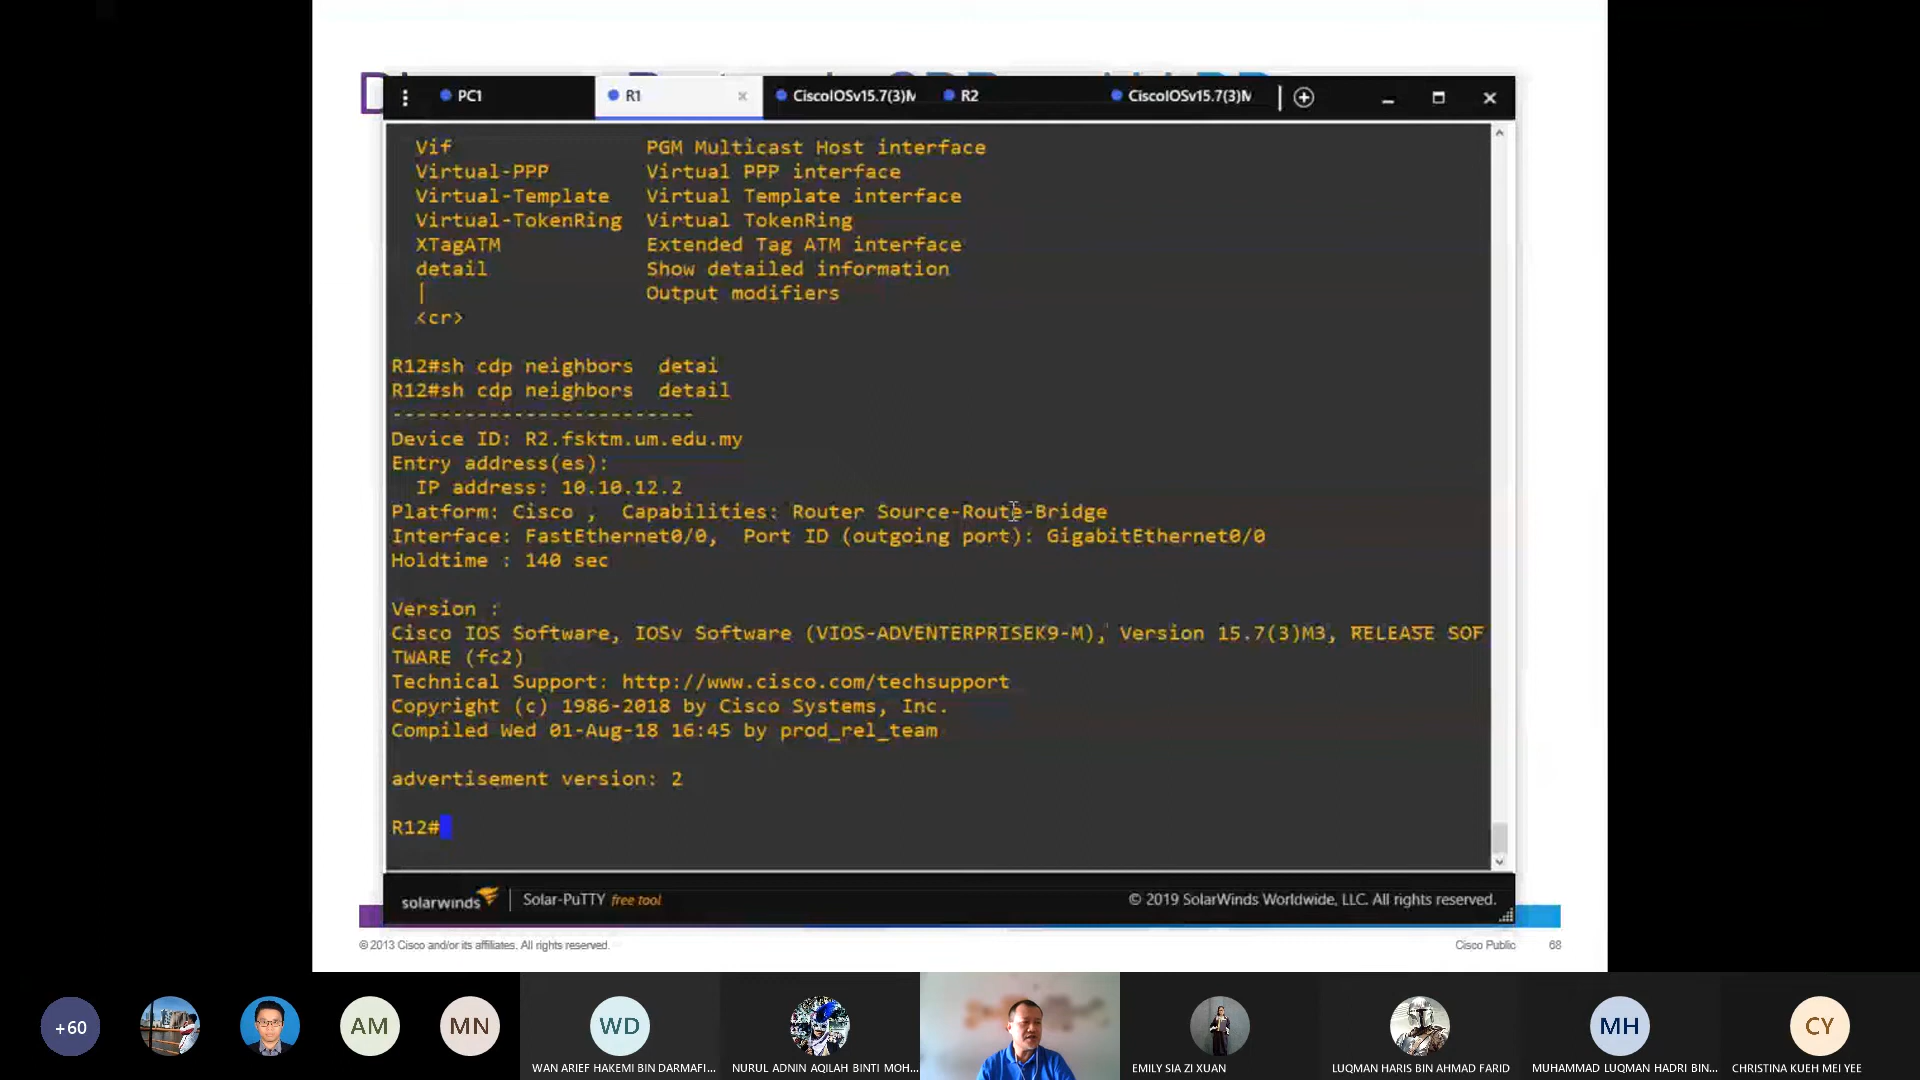 PC1
R1
CiscoIOSv15.7(3)M
R2
CiscoIOSv15.7(3)M
Vif PGM Multicast Host interface
Virtual-PPP Virtual PPP interface
Virtual-Template Virtual Template interface
Virtual-TokenRing Virtual TokenRing
XTagATM Extended Tag ATM interface
detail Show detailed information
| Output modifiers
<cr>
R12#sh cdp neighbors  detai
R12#sh cdp neighbors  detail
-------------------------
Device ID: R2.fsktm.um.edu.my
Entry address(es):
IP address: 10.10.12.2
Platform: Cisco ,  Capabilities: Router Source-Route-Bridge
Interface: FastEthernet0/0,  Port ID (outgoing port): GigabitEthernet0/0
Holdtime : 140 sec
Version :
Cisco IOS Software, IOSv Software (VIOS-ADVENTERPRISEK9-M), Version 15.7(3)M3, RELEASE SOF
TWARE (fc2)
Technical Support: http://www.cisco.com/techsupport
Copyright (c) 1986-2018 by Cisco Systems, Inc.
Compiled Wed 01-Aug-18 16:45 by prod_rel_team
advertisement version: 2
R12#
solarwinds Solar-PuTTY free tool © 2019 SolarWinds Worldwide, LLC. All rights reserved.
© 2013 Cisco and/or its affiliates. All rights reserved. Cisco Public 68
+60
AM
MN
WD
MH
CY
WAN ARIEF HAKEMI BIN DARMAFI...
NURUL ADNIN AQILAH BINTI MOH...
EMILY SIA ZI XUAN
LUQMAN HARIS BIN AHMAD FARID
MUHAMMAD LUQMAN HADRI BIN...
CHRISTINA KUEH MEI YEE